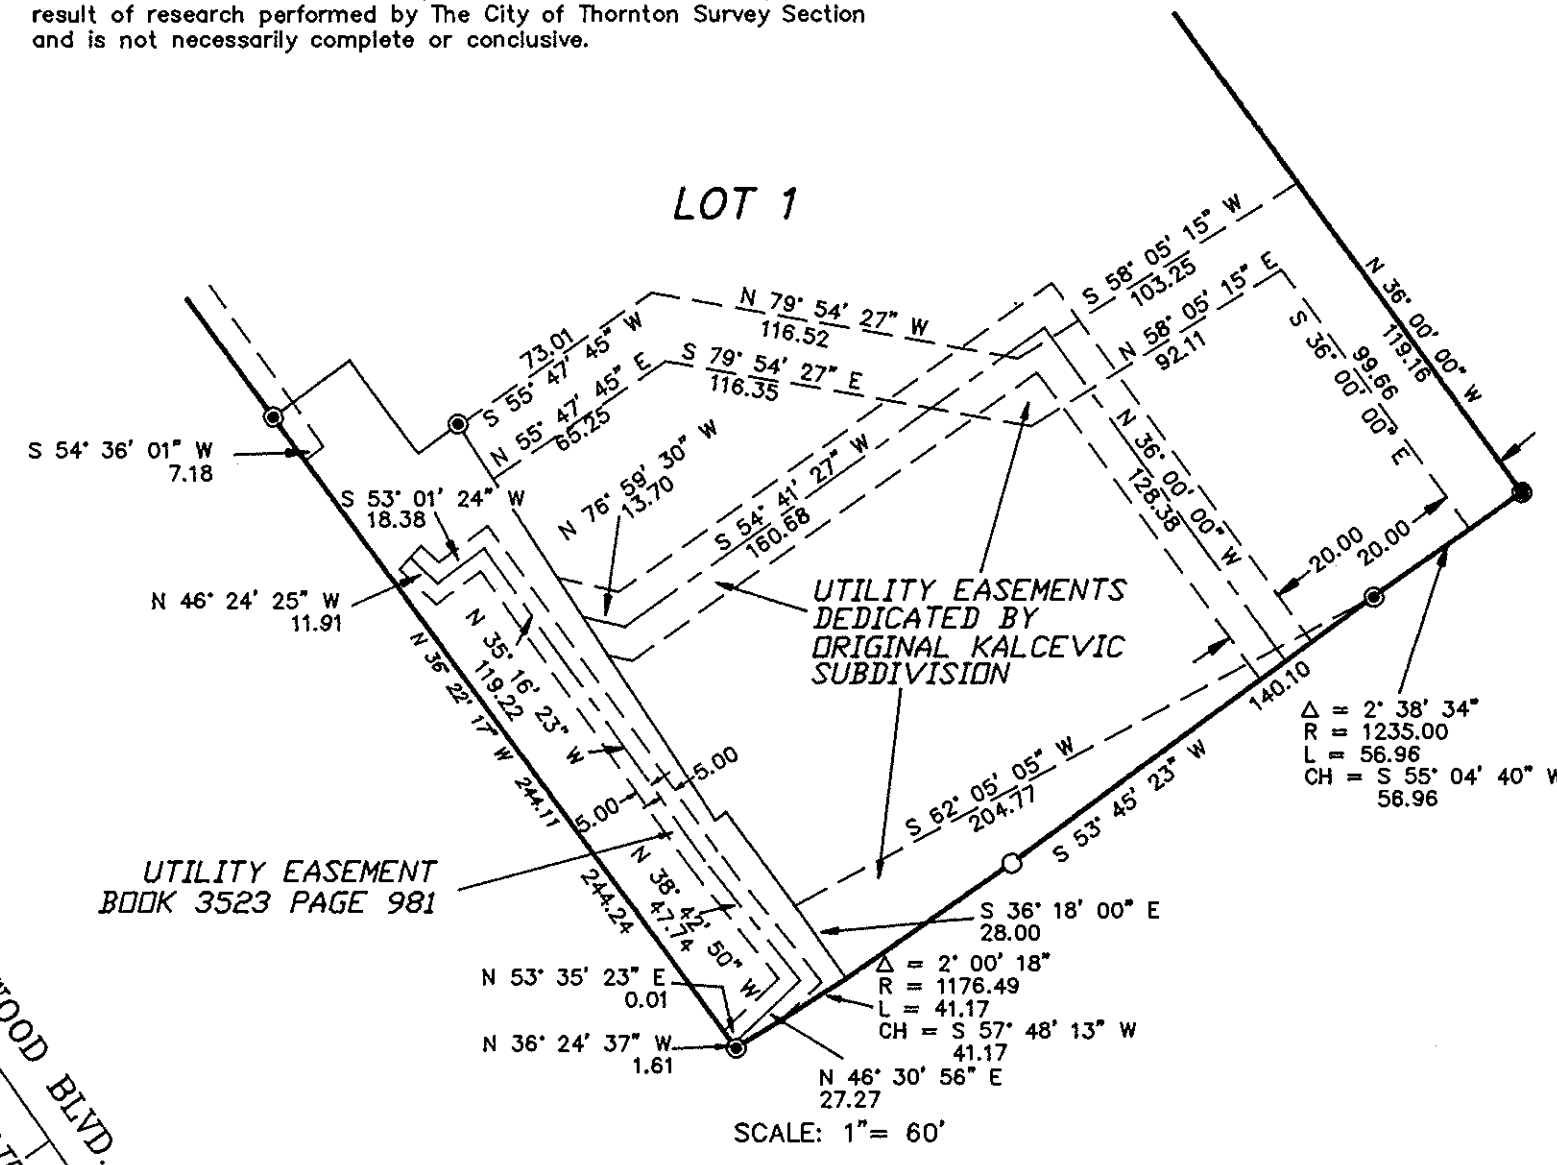 result of research performed by The City of Thornton Survey Section
and is not necessarily complete or conclusive.
LOT 1
S 58° 05' 15" W
103.25
N 58° 05' 15" E
92.11
N 36° 00' 00" W
119.16
99.66
S 36° 00' 00" E
N 79° 54' 27" W
116.52
S 79° 54' 27" E
116.35
73.01
S 55° 47' 45" W
N 55° 47' 45" E
65.25
S 54° 36' 01" W
7.18
S 53° 01' 24" W
18.38
N 76° 59' 30" W
13.70
S 54° 41' 27" W
160.68
N 36° 00' 00" W
128.38
20.00
20.00
UTILITY EASEMENTS
DEDICATED BY
ORIGINAL KALCEVIC
SUBDIVISION
N 46° 24' 25" W
11.91
N 35° 16' 23" W
119.22
N 36° 22' 17" W 244.11
244.24
5.00
5.00
140.10
Δ = 2° 38' 34"
R = 1235.00
L = 56.96
CH = S 55° 04' 40" W
56.96
S 62° 05' 05" W
204.77
S 53° 45' 23" W
UTILITY EASEMENT
BOOK 3523 PAGE 981
N 38° 42' 50" W
47.74
S 36° 18' 00" E
28.00
N 53° 35' 23" E
0.01
Δ = 2° 00' 18"
R = 1176.49
L = 41.17
CH = S 57° 48' 13" W
41.17
N 36° 24' 37" W
1.61
N 46° 30' 56" E
27.27
SCALE: 1"= 60'
BLVD.